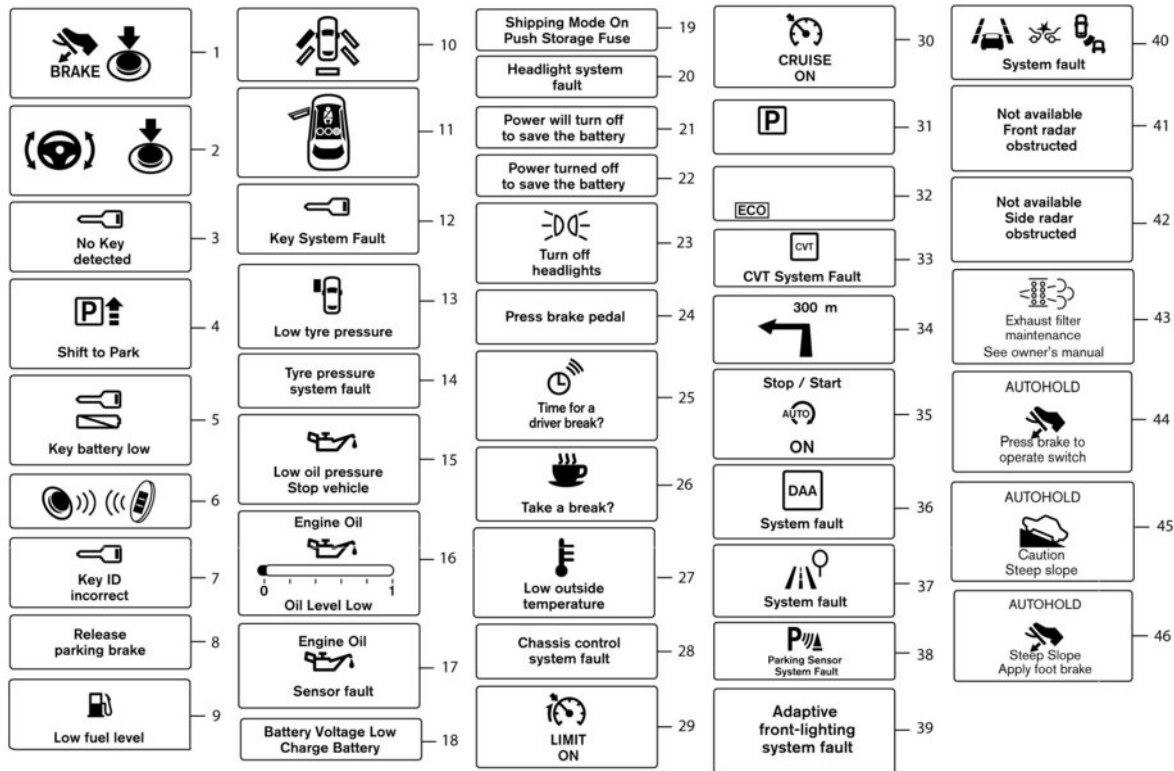 BRAKE
1
2
No Key
detected
3
P
Shift to Park
4
Key battery low
5
6
Key ID
incorrect
7
Release
parking brake
8
Low fuel level
9
10
11
Key System Fault
12
Low tyre pressure
13
Tyre pressure
system fault
14
Low oil pressure
Stop vehicle
15
Engine Oil
0 1
Oil Level Low
16
Engine Oil
Sensor fault
17
Battery Voltage Low
Charge Battery
18
Shipping Mode On
Push Storage Fuse
19
Headlight system
fault
20
Power will turn off
to save the battery
21
Power turned off
to save the battery
22
Turn off
headlights
23
Press brake pedal
24
Time for a
driver break?
25
Take a break?
26
Low outside
temperature
27
Chassis control
system fault
28
LIMIT
ON
29
CRUISE
ON
30
P
31
ECO
32
CVT
CVT System Fault
33
300 m
34
Stop / Start
AUTO
ON
35
DAA
System fault
36
System fault
37
P
Parking Sensor
System Fault
38
Adaptive
front-lighting
system fault
39
System fault
40
Not available
Front radar
obstructed
41
Not available
Side radar
obstructed
42
Exhaust filter
maintenance
See owner's manual
43
AUTOHOLD
Press brake to
operate switch
44
AUTOHOLD
Caution
Steep slope
45
AUTOHOLD
Steep Slope
Apply foot brake
46